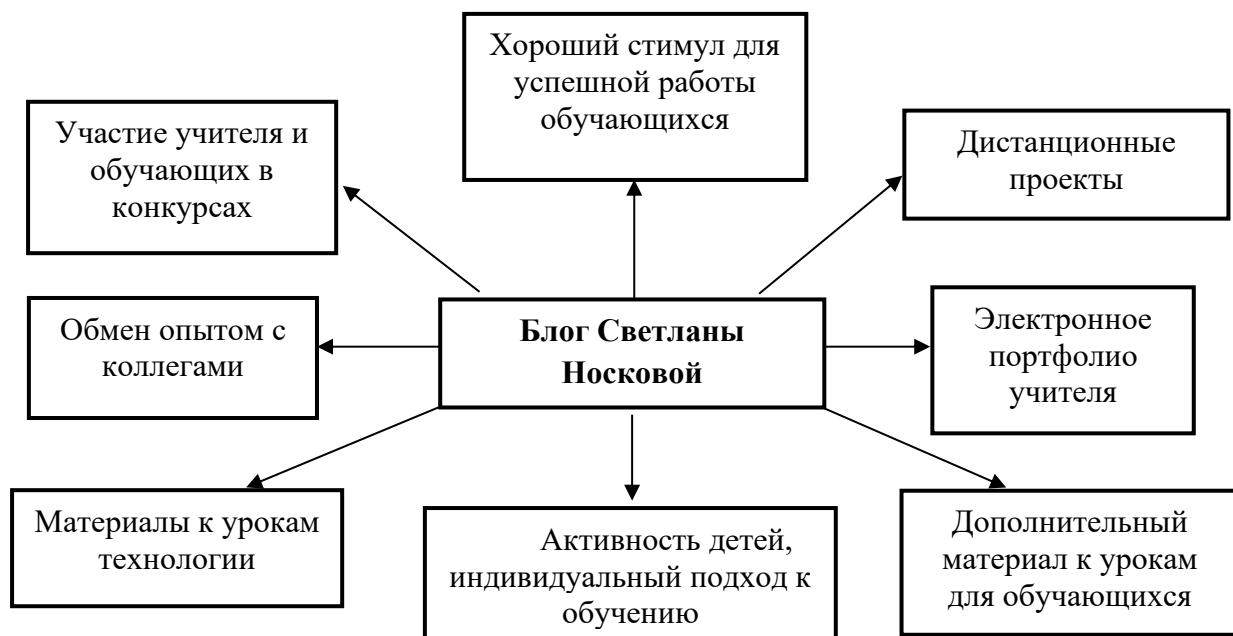 Хороший стимул для
успешной работы
обучающихся
Участие учителя и
обучающих в
конкурсах
Дистанционные
проекты
Обмен опытом с
коллегами
Блог Светланы
Носковой
Электронное
портфолио
учителя
Материалы к урокам
технологии
Активность детей,
индивидуальный подход к
обучению
Дополнительный
материал к урокам
для обучающихся